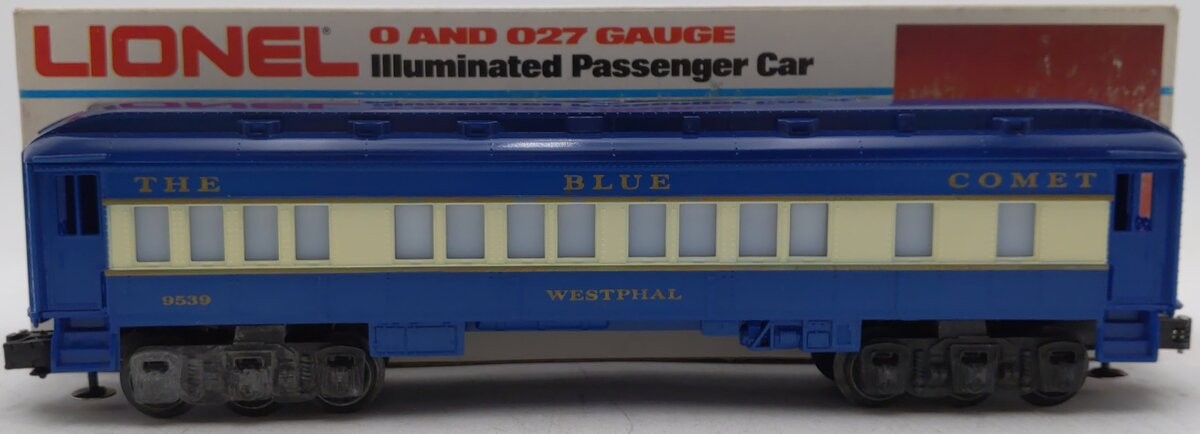 LIONEL®
O AND O27 GAUGE
Illuminated Passenger Car
THE BLUE COMET
9539 WESTPHAL